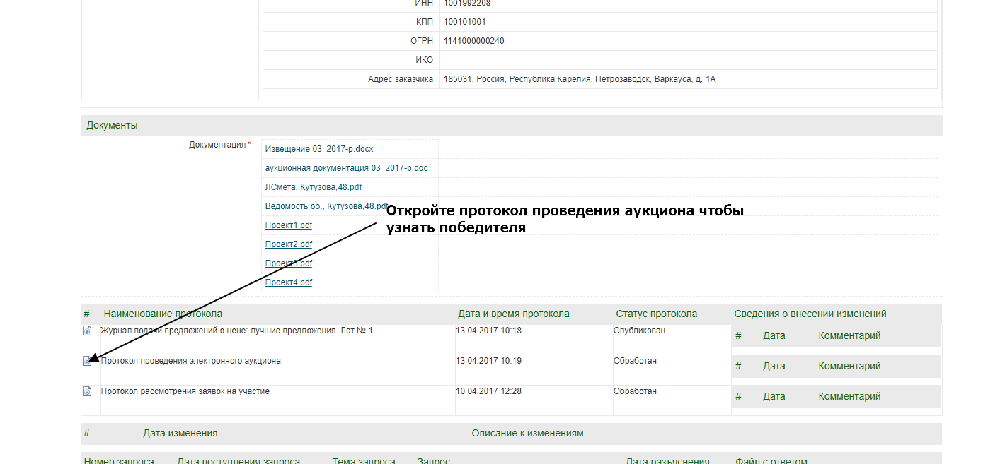 ИНН 1001992208
КПП 100101001
ОГРН 1141000000240
ИКО
Адрес заказчика 185031, Россия, Республика Карелия, Петрозаводск, Варкауса, д. 1А
Документы
Документация *
Извещение 03_2017-р.docx
аукционная документация 03_2017-р.doc
ЛСмета, Кутузова,48.pdf
Ведомость об., Кутузова,48.pdf
Откройте протокол проведения аукциона чтобы
узнать победителя
Проект1.pdf
Проект2.pdf
Проект3.pdf
Проект4.pdf
# Наименование протокола Дата и время протокола Статус протокола Сведения о внесении изменений
Журнал подачи предложений о цене: лучшие предложения. Лот № 1 13.04.2017 10:18 Опубликован
# Дата Комментарий
Протокол проведения электронного аукциона 13.04.2017 10:19 Обработан
# Дата Комментарий
Протокол рассмотрения заявок на участие 10.04.2017 12:28 Обработан
# Дата Комментарий
# Дата изменения Описание к изменениям
Номер запроса Дата поступления запроса Тема запроса Запрос Дата разъяснения Файл с ответом